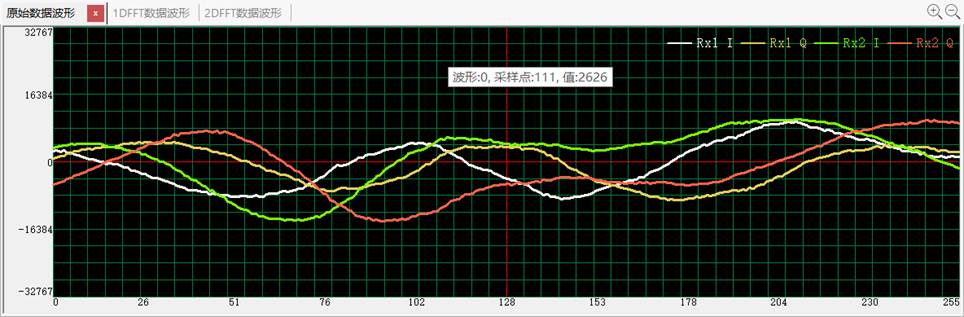 原始数据波形 x 1DFFT数据波形 2DFFT数据波形
32767
Rx1 I Rx1 Q Rx2 I Rx2 Q
波形:0, 采样点:111, 值:2626
16384
0
-16384
-32767
0 26 51 76 102 128 153 178 204 230 255